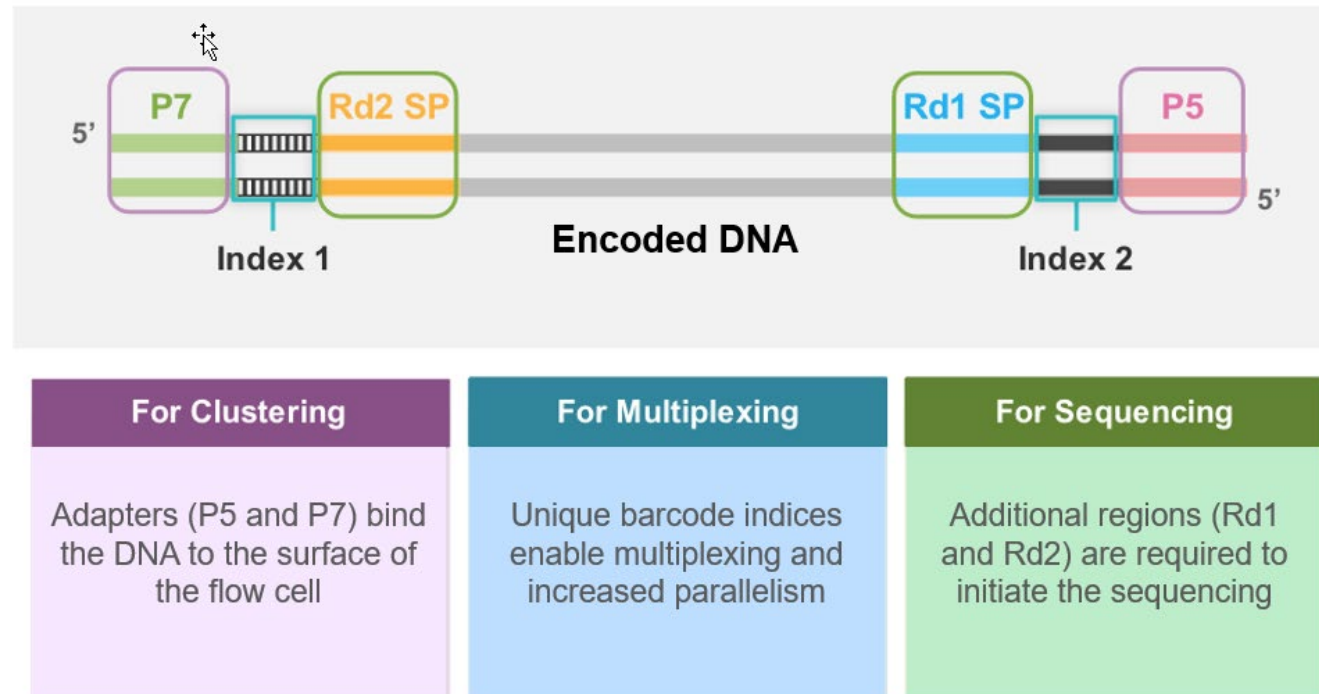 P7
Rd2 SP
Rd1 SP
P5
5’
5’
Index 1
Encoded DNA
Index 2
For Clustering
Adapters (P5 and P7) bind
the DNA to the surface of
the flow cell
For Multiplexing
Unique barcode indices
enable multiplexing and
increased parallelism
For Sequencing
Additional regions (Rd1
and Rd2) are required to
initiate the sequencing